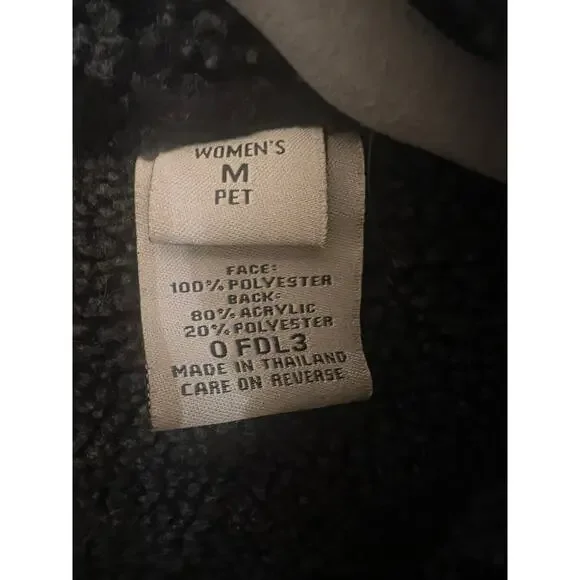 WOMEN'S
M
PET
FACE:
100% POLYESTER
BACK:
80% ACRYLIC
20% POLYESTER
0 FDL3
MADE IN THAILAND
CARE ON REVERSE